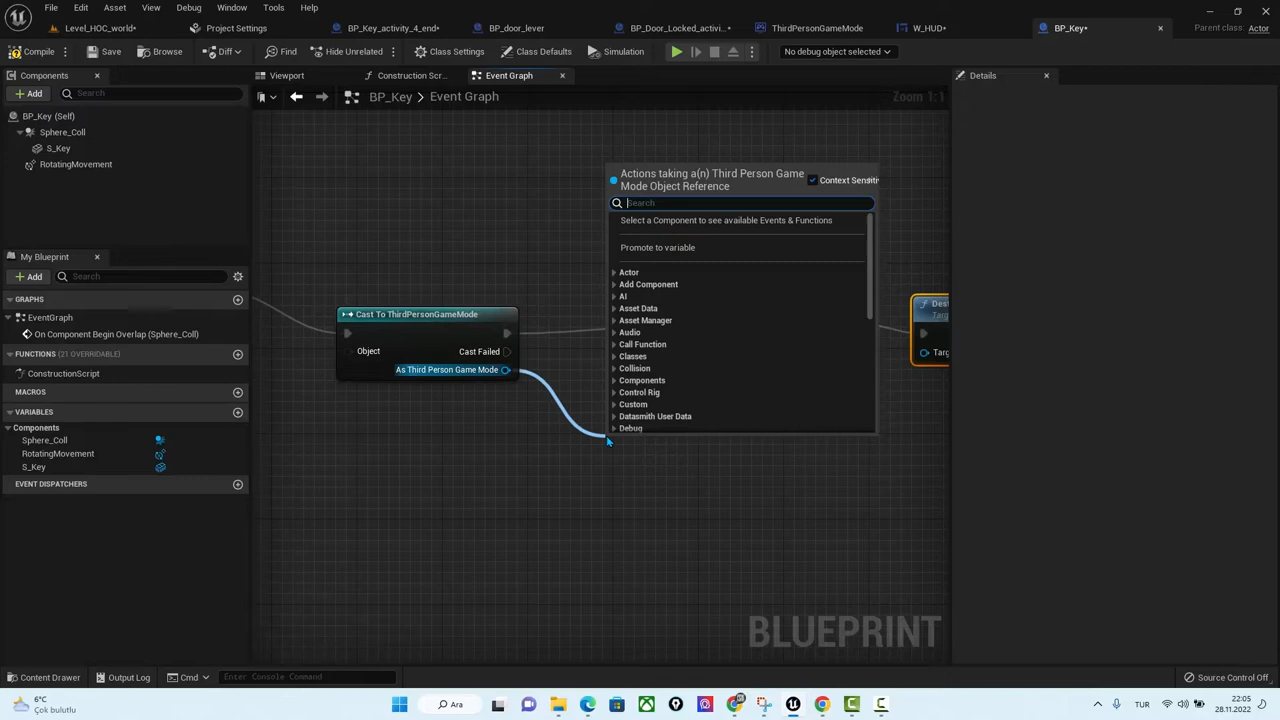 File Edit Asset View Debug Window Tools Help
Level_HOC_world* Project Settings BP_Key_activity_4_end* BP_door_lever BP_Door_Locked_activi...* ThirdPersonGameMode W_HUD* BP_Key* Parent class: Actor
Compile Save Browse Diff Find Hide Unrelated Class Settings Class Defaults Simulation No debug object selected
Components Viewport Construction Scr... Event Graph Details
Add Search BP_Key > Event Graph Zoom 1:1
BP_Key (Self)
Sphere_Coll
S_Key
RotatingMovement
My Blueprint
Add Search
GRAPHS
EventGraph
On Component Begin Overlap (Sphere_Coll)
FUNCTIONS (21 OVERRIDABLE)
ConstructionScript
MACROS
VARIABLES
Components
Sphere_Coll
RotatingMovement
S_Key
EVENT DISPATCHERS
Cast To ThirdPersonGameMode
Object
Cast Failed
As Third Person Game Mode
Actions taking a(n) Third Person Game
Mode Object Reference
Context Sensitiv
Search
Select a Component to see available Events & Functions
Promote to variable
Actor
Add Component
AI
Asset Data
Asset Manager
Audio
Call Function
Classes
Collision
Components
Control Rig
Custom
Datasmith User Data
Debug
Dest
Targe
Targ
BLUEPRINT
Content Drawer Output Log Cmd Enter Console Command Source Control Off
6°C
Çok bulutlu
Ara
TUR
22:05
28.11.2022